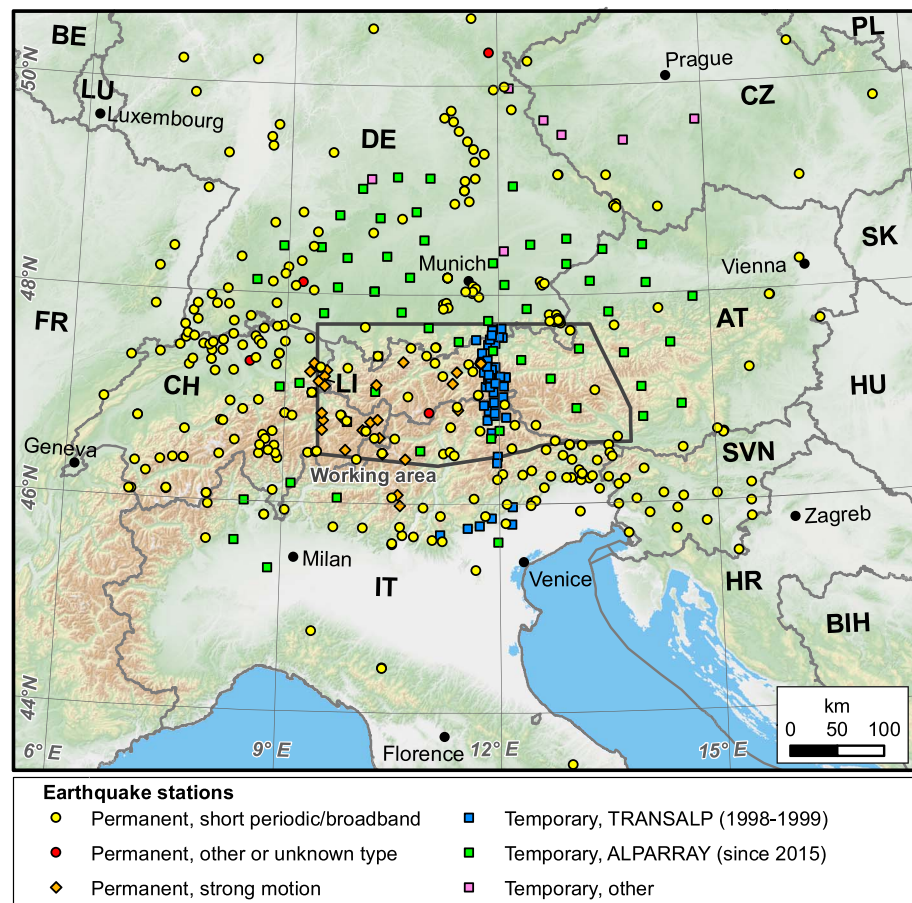 BE
PL
50°N
Prague
LU
CZ
Luxembourg
DE
SK
Munich
Vienna
48°N
FR
AT
CH
LI
HU
Geneva
SVN
Working area
46°N
Zagreb
Milan
Venice
IT
HR
BIH
44°N
km
0 50 100
Florence
6° E
9° E
12° E
15° E
Earthquake stations
Permanent, short periodic/broadband
Temporary, TRANSALP (1998-1999)
Permanent, other or unknown type
Temporary, ALPARRAY (since 2015)
Permanent, strong motion
Temporary, other